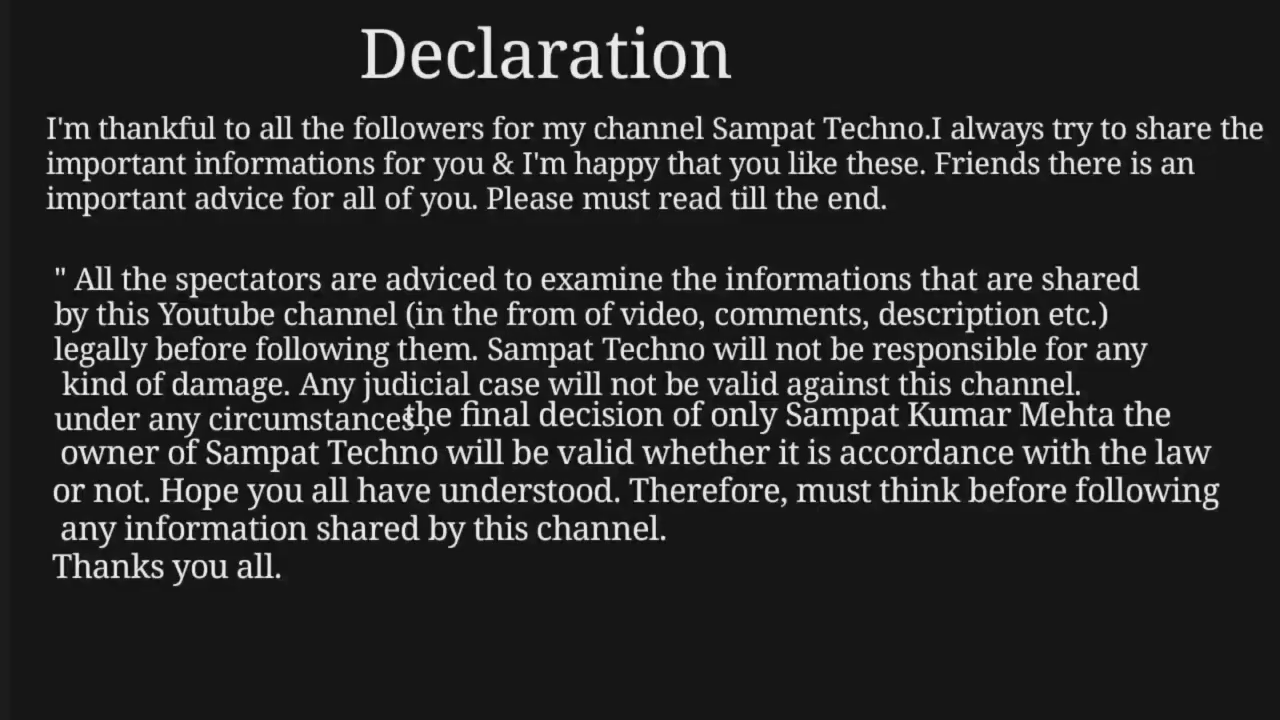 Declaration
I'm thankful to all the followers for my channel Sampat Techno.I always try to share the
important informations for you & I'm happy that you like these. Friends there is an
important advice for all of you. Please must read till the end.
" All the spectators are adviced to examine the informations that are shared
by this Youtube channel (in the from of video, comments, description etc.)
legally before following them. Sampat Techno will not be responsible for any
kind of damage. Any judicial case will not be valid against this channel.
under any circumstances, the final decision of only Sampat Kumar Mehta the
owner of Sampat Techno will be valid whether it is accordance with the law
or not. Hope you all have understood. Therefore, must think before following
any information shared by this channel.
Thanks you all.